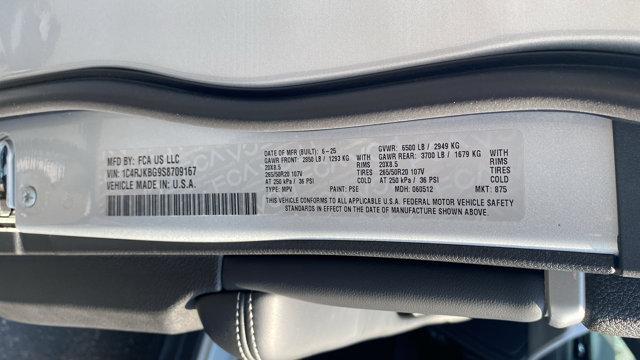 MFD BY: FCA US LLC
VIN: 1C4RJKBG9S8709167
VEHICLE MADE IN: U.S.A.
DATE OF MFR (BUILT): 6-25 GVWR: 6500 LB / 2949 KG
GAWR FRONT: 2850 LB / 1293 KG WITH GAWR REAR: 3700 LB / 1679 KG WITH
20X8.5 RIMS 20X8.5 RIMS
265/50R20 107V TIRES 265/50R20 107V TIRES
AT 250 kPa / 36 PSI COLD AT 250 kPa / 36 PSI COLD
TYPE: MPV PAINT: PSE MDH: 060512 MKT: 875
THIS VEHICLE CONFORMS TO ALL APPLICABLE U.S.A. FEDERAL MOTOR VEHICLE SAFETY
STANDARDS IN EFFECT ON THE DATE OF MANUFACTURE SHOWN ABOVE.